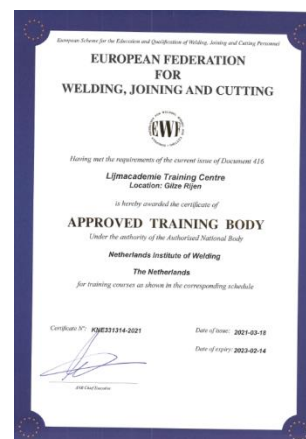 European Scheme for the Education and Qualification of Welding, Joining and Cutting Personnel
EUROPEAN FEDERATION
FOR
WELDING, JOINING AND CUTTING
EWF
Having met the requirements of the current issue of Document 416
Lijmacademie Training Centre
Location: Gilze Rijen
is hereby awarded the certificate of
APPROVED TRAINING BODY
Under the authority of the Authorised National Body
Netherlands Institute of Welding
The Netherlands
for training courses as shown in the corresponding schedule
Certificate Nº: KNE331314-2021
Date of issue: 2021-03-18
Date of expiry: 2023-02-14
ANB Chief Executive